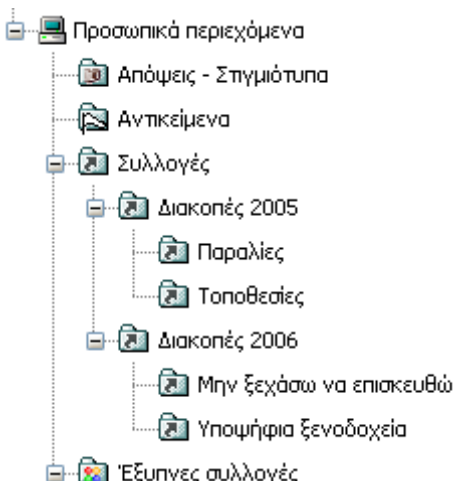 Προσωπικά περιεχόμενα
Απόψεις - Στιγμιότυπα
Αντικείμενα
Συλλογές
Διακοπές 2005
Παραλίες
Τοποθεσίες
Διακοπές 2006
Μην ξεχάσω να επισκευθώ
Υποψήφια ξενοδοχεία
Έξυπνες συλλογές